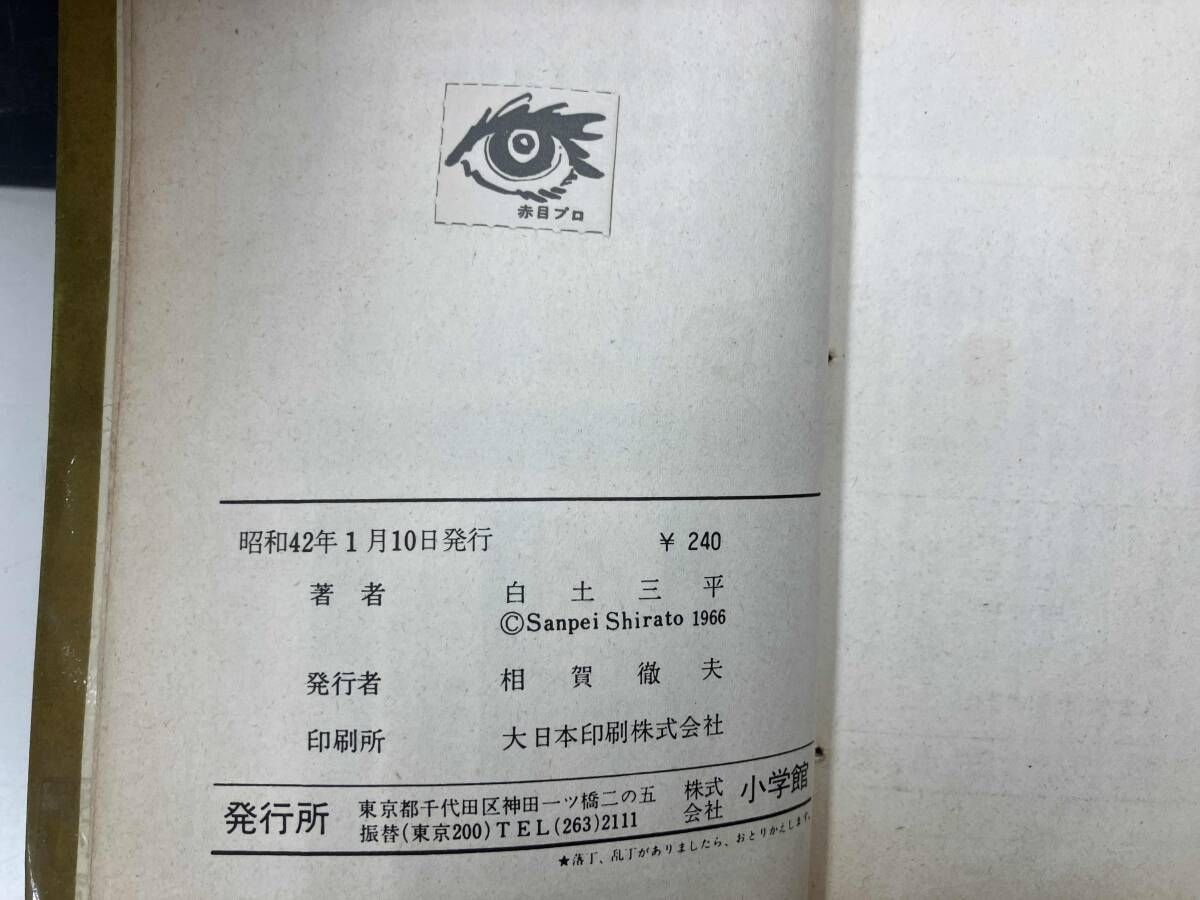 赤目プロ
昭和42年1月10日発行 ¥ 240
著者 白土三平
©Sanpei Shirato 1966
発行者 相賀徹夫
印刷所 大日本印刷株式会社
発行所 東京都千代田区神田一ツ橋二の五 株式会社 小学館
振替(東京200)TEL(263)2111
★落丁、乱丁がありましたら、おとりかえします。